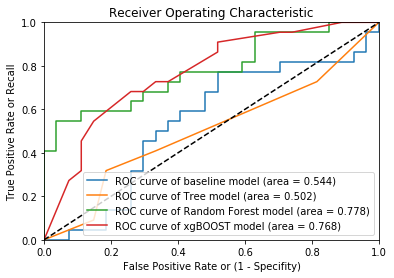 Receiver Operating Characteristic
True Positive Rate or Recall
1.0
0.8
0.6
0.4
0.2
0.0
ROC curve of baseline model (area = 0.544)
ROC curve of Tree model (area = 0.502)
ROC curve of Random Forest model (area = 0.778)
ROC curve of xgBOOST model (area = 0.768)
0.0 0.2 0.4 0.6 0.8 1.0
False Positive Rate or (1 - Specifity)